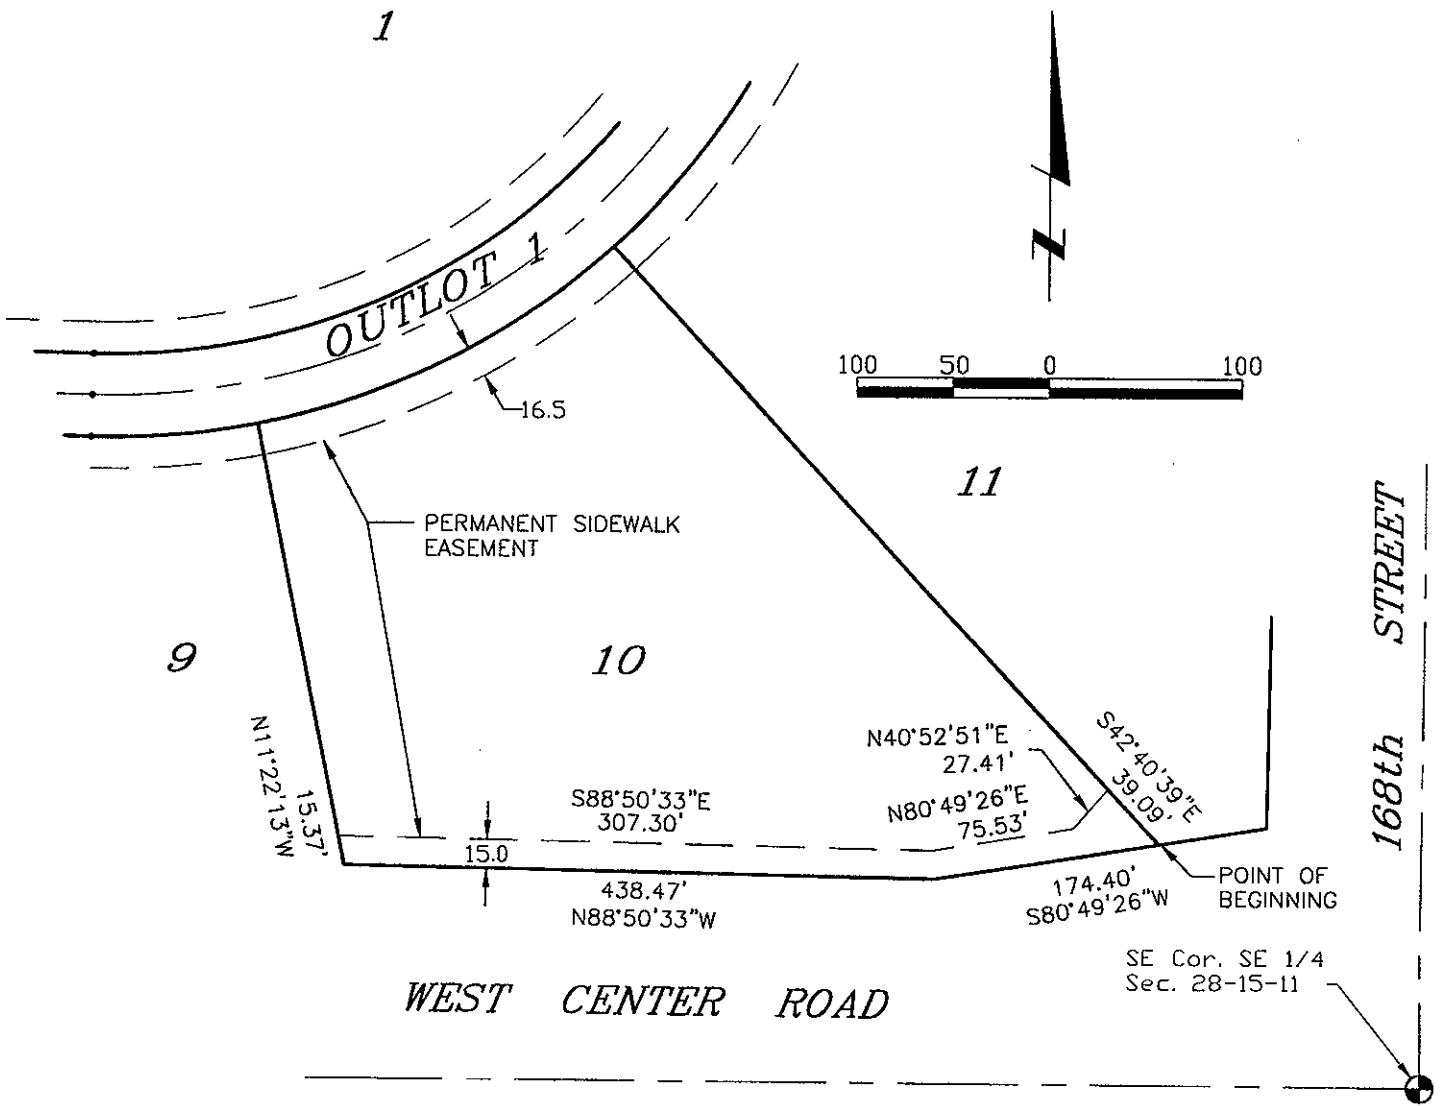 1
OUTLOT 1
N
100 50 0 100
16.5
11
PERMANENT SIDEWALK
EASEMENT
168th STREET
9
10
N11°22'13"W
15.37'
S88°50'33"E
307.30'
15.0
438.47'
N88°50'33"W
N40°52'51"E
27.41'
N80°49'26"E
75.53'
S42°40'39"E
39.09'
174.40'
S80°49'26"W
POINT OF
BEGINNING
SE Cor. SE 1/4
Sec. 28-15-11
WEST CENTER ROAD